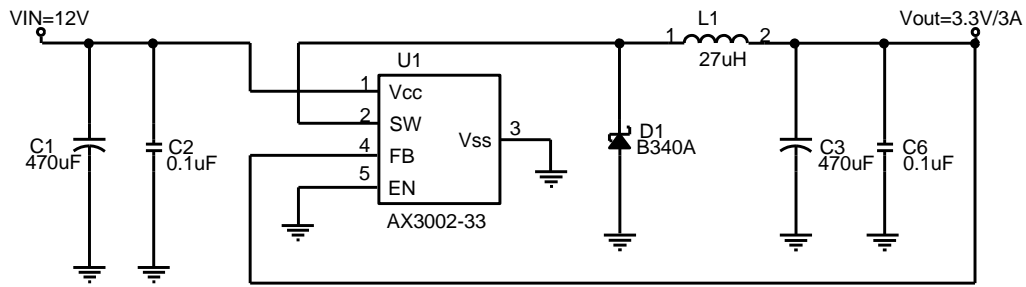 VIN=12V
L1
Vout=3.3V/3A
1
2
27uH
U1
1
Vcc
2
SW
Vss
3
4
FB
5
EN
AX3002-33
C1
470uF
C2
0.1uF
D1
B340A
C3
470uF
C6
0.1uF